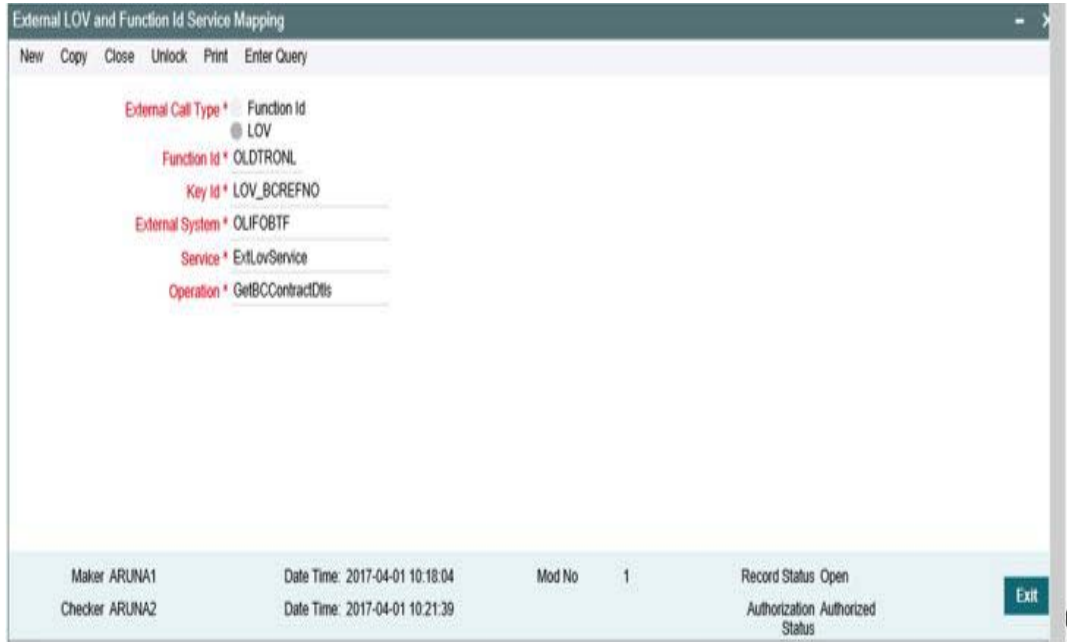 External LOV and Function Id Service Mapping
New Copy Close Unlock Print Enter Query
External Call Type * Function Id
LOV
Function Id * OLDTRONL
Key Id * LOV_BCREFNO
External System * OLIFOBTF
Service * ExtLovService
Operation * GetBCContractDtls
Maker ARUNA1 Date Time: 2017-04-01 10:18:04 Mod No 1 Record Status Open
Checker ARUNA2 Date Time: 2017-04-01 10:21:39 Authorization Status Authorized
Exit